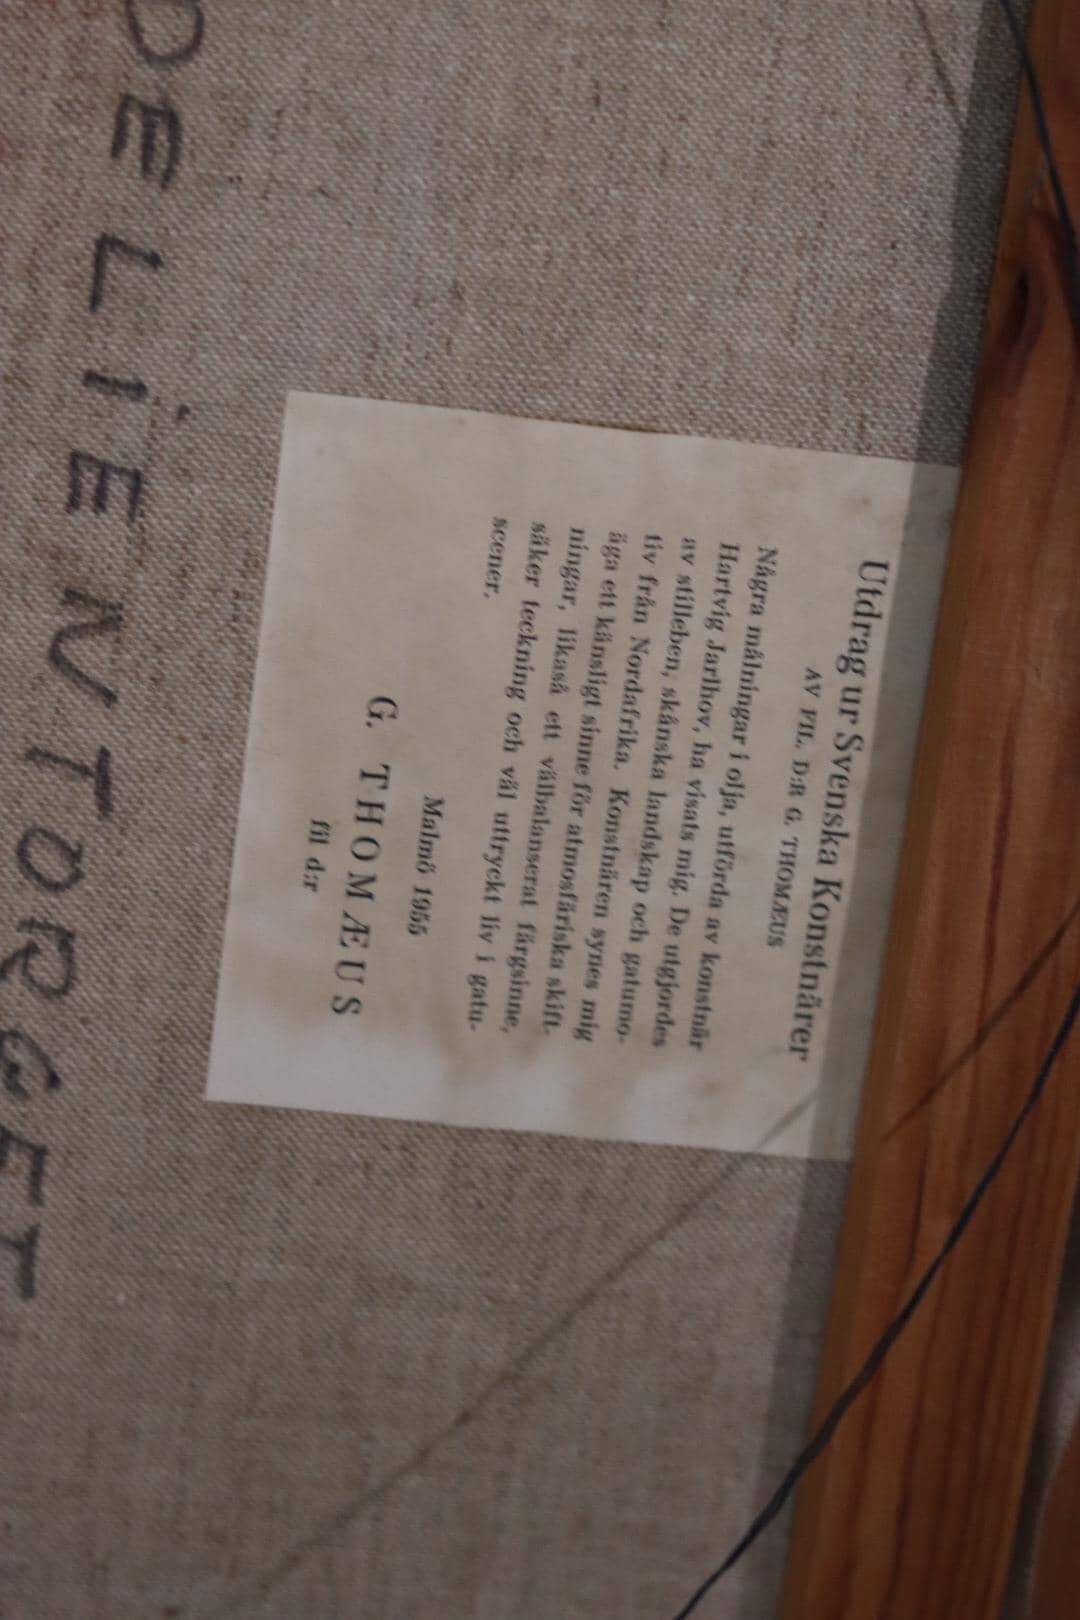 Utdrag ur Svenska Konstnärer
AV FIL. D:R G. THOMÆUS
Några målningar i olja, utförda av konstnär
Hartvig Jarlhov, ha visats mig. De utgjordes
av stilleben, skånska landskap och gatumo-
tiv från Nordafrika. Konstnären synes mig
äga ett känsligt sinne för atmosfäriska skift-
ningar, likaså ett välbalanserat färgsinne,
säker teckning och väl uttryckt liv i gatu-
scener.
Malmö 1955
G. THOMÆUS
fil d:r
DELIENTORGET